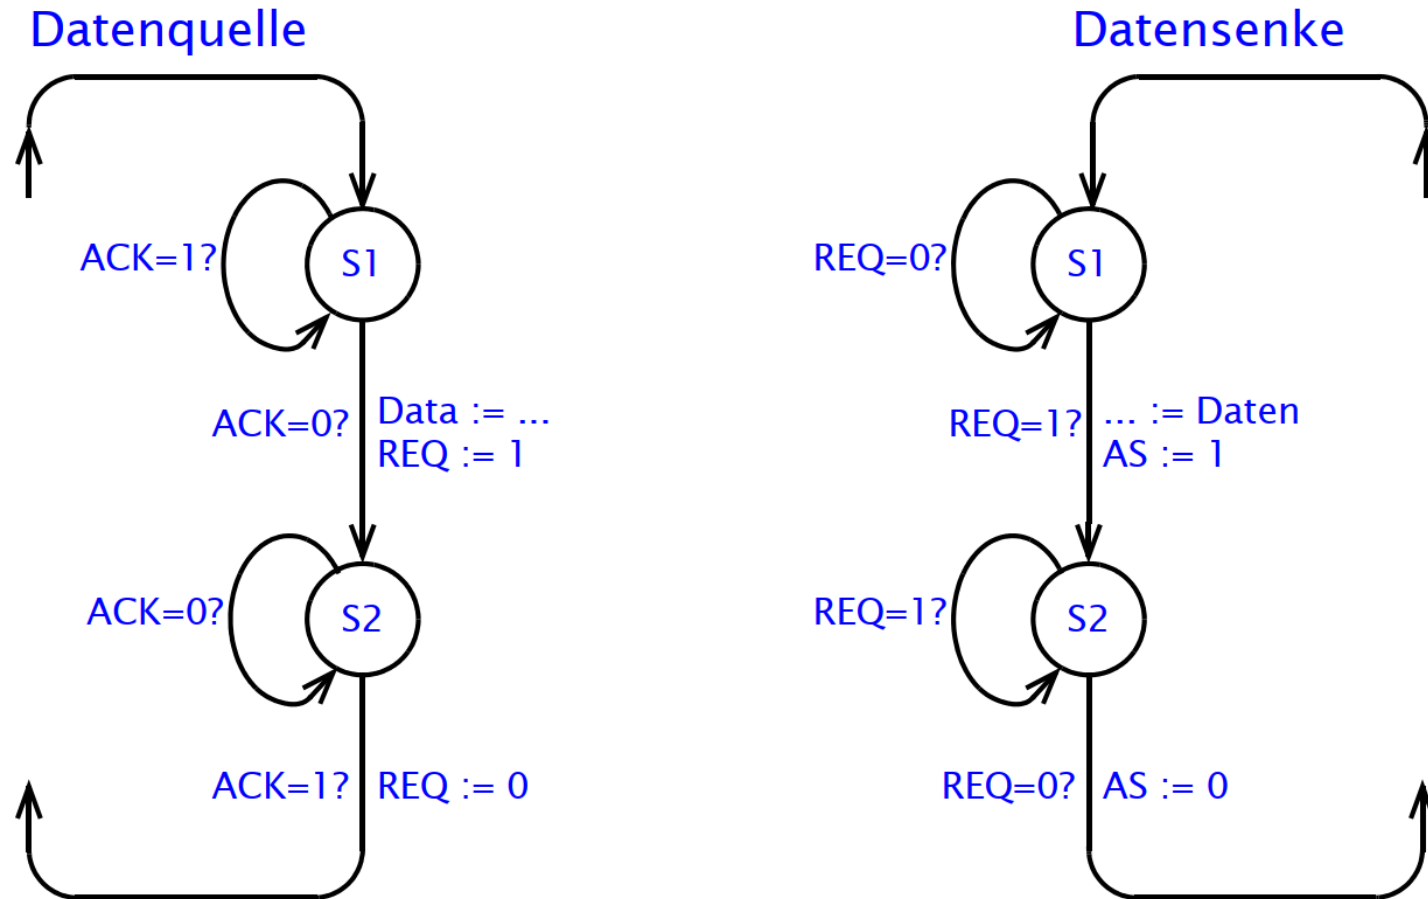 Datenquelle
ACK=1?
S1
ACK=0?
Data := ...
REQ := 1
ACK=0?
S2
ACK=1?
REQ := 0
Datensenke
REQ=0?
S1
REQ=1?
... := Daten
AS := 1
REQ=1?
S2
REQ=0?
AS := 0